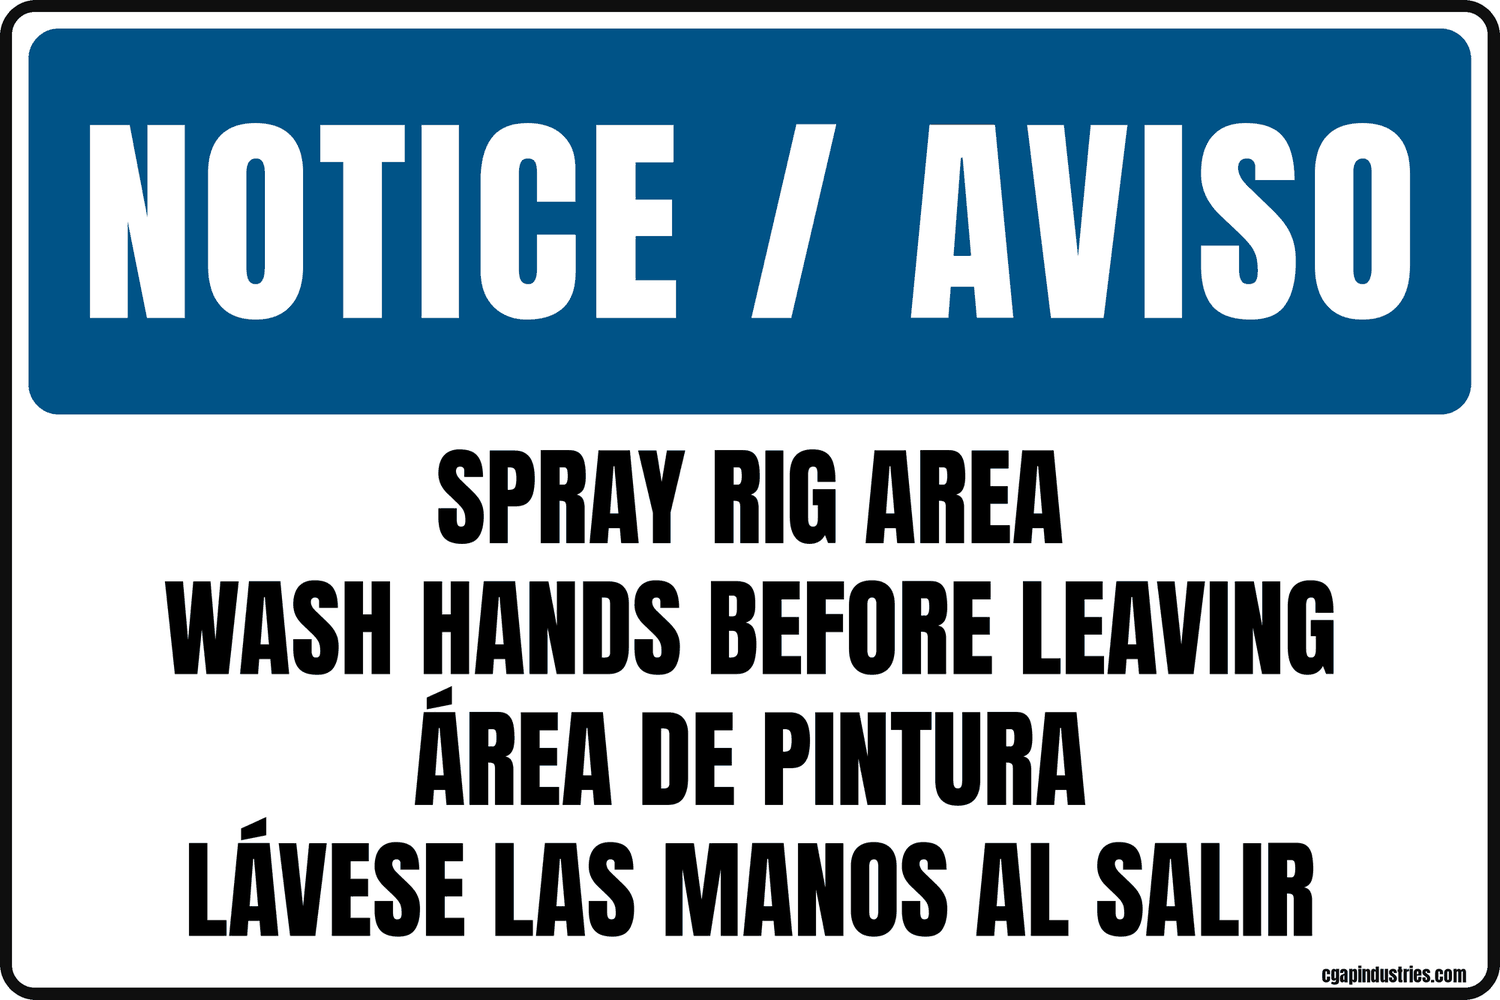 NOTICE / AVISO
SPRAY RIG AREA
WASH HANDS BEFORE LEAVING
ÁREA DE PINTURA
LÁVESE LAS MANOS AL SALIR
cgapindustries.com